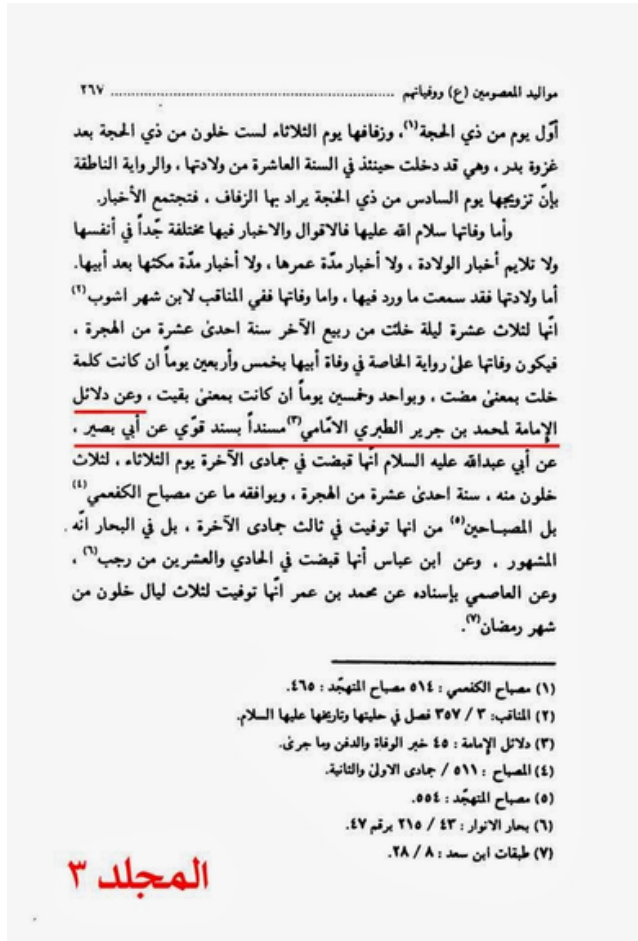 مواليد المعصومين (ع) ووفياتهم ................................................................ ٢٦٧
أوّل يوم من ذي الحجة(١)، وزفافها يوم الثلاثاء لست خلون من ذي الحجة بعد
غزوة بدر ، وهي قد دخلت حينئذ في السنة العاشرة من ولادتها ، والرواية الناطقة
بإنّ تزويجها يوم السادس من ذي الحجة يراد بها الزفاف ، فتجتمع الأخبار.
وأما وفاتها سلام الله عليها فالاقوال والاخبار فيها مختلفة جّداً في أنفسها
ولا تلايم أخبار الولادة ، ولا أخبار مدّة عمرها ، ولا أخبار مدّة مكثها بعد أبيها.
أما ولادتها فقد سمعت ما ورد فيها ، واما وفاتها ففي المناقب لابن شهر اشوب(٢)
انّها لثلاث عشرة ليلة خلت من ربيع الآخر سنة احدىٰ عشرة من الهجرة ،
فيكون وفاتها علىٰ رواية الخاصة في وفاة أبيها بخمس وأربعين يوماً ان كانت كلمة
خلت بمعنىٰ مضت ، وبواحد وخمسين يوماً ان كانت بمعنىٰ بقيت ، وعن دلائل
الإمامة لمحمد بن جرير الطبري الامّامي(٣) مسنداً بسند قوّي عن أبي بصير ،
عن أبي عبدالله عليه السلام انّها قبضت في جمادى الآخرة يوم الثلاثاء ، لثلاث
خلون منه ، سنة احدىٰ عشرة من الهجرة ، ويوافقه ما عن مصباح الكفعمي(٤)
بل المصباحين(٥) من انها توفيت في ثالث جمادى الآخرة ، بل في البحار انّه
المشهور . وعن ابن عباس أنها قبضت في الحادي والعشرين من رجب(٦) ،
وعن العاصمي بإسناده عن محمد بن عمر انّها توفيت لثلاث ليال خلون من
شهر رمضان(٧).
(١) مصباح الكفعمي : ٥١٤ مصباح المتهجّد : ٤٦٥.
(٢) المناقب: ٣ / ٣٥٧ فصل في حليتها وتاريخها عليها السلام.
(٣) دلائل الإمامة : ٤٥ خبر الوفاة والدفن وما جرىٰ.
(٤) المصباح : ٥١١ / جمادى الاولىٰ والثانية.
(٥) مصباح المتهجّد : ٥٥٤.
(٦) بحار الانوار : ٤٣ / ٢١٥ برقم ٤٧.
(٧) طبقات ابن سعد : ٨ / ٢٨.
المجلد ٣